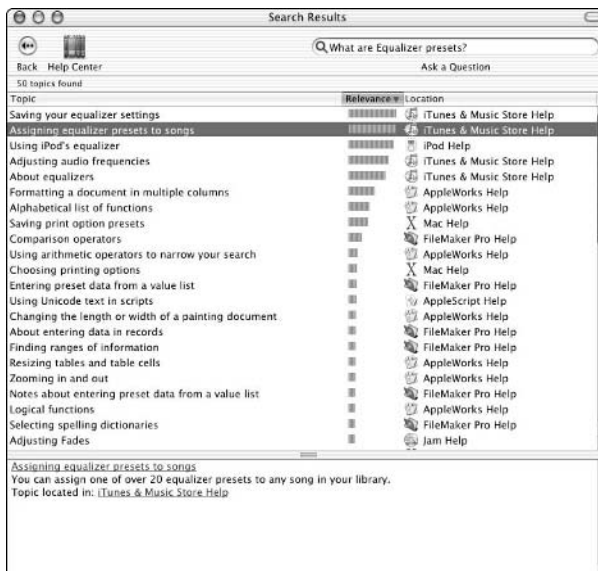 Search Results
What are Equalizer presets?
Back Help Center Ask a Question
50 topics found
Topic Relevance Location
Saving your equalizer settings iTunes & Music Store Help
Assigning equalizer presets to songs iTunes & Music Store Help
Using iPod's equalizer iPod Help
Adjusting audio frequencies iTunes & Music Store Help
About equalizers iTunes & Music Store Help
Formatting a document in multiple columns AppleWorks Help
Alphabetical list of functions AppleWorks Help
Saving print option presets Mac Help
Comparison operators FileMaker Pro Help
Using arithmetic operators to narrow your search AppleWorks Help
Choosing printing options Mac Help
Entering preset data from a value list FileMaker Pro Help
Using Unicode text in scripts AppleScript Help
Changing the length or width of a painting document AppleWorks Help
About entering data in records FileMaker Pro Help
Finding ranges of information FileMaker Pro Help
Resizing tables and table cells AppleWorks Help
Zooming in and out AppleWorks Help
Notes about entering preset data from a value list FileMaker Pro Help
Logical functions AppleWorks Help
Selecting spelling dictionaries FileMaker Pro Help
Adjusting Fades Jam Help
Assigning equalizer presets to songs
You can assign one of over 20 equalizer presets to any song in your library.
Topic located in: iTunes & Music Store Help